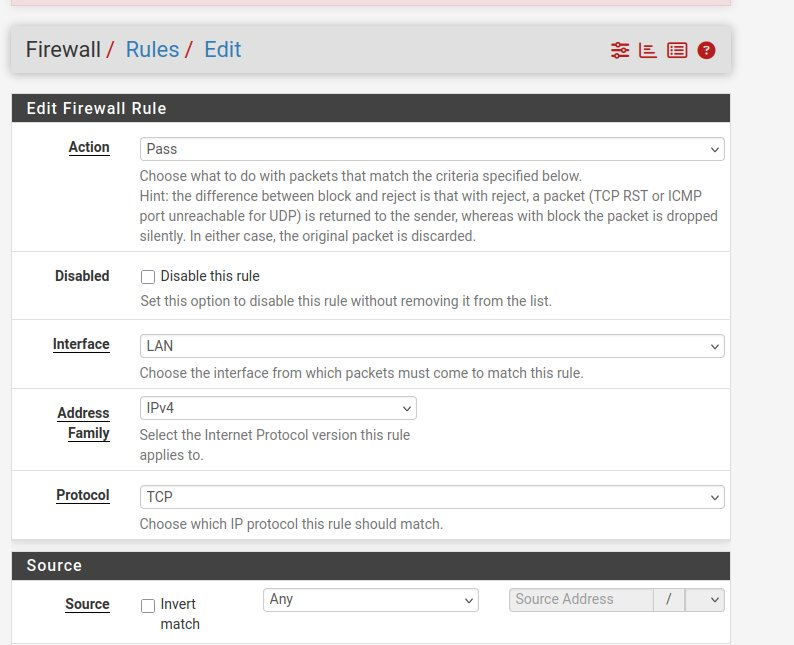 Firewall / Rules / Edit
Edit Firewall Rule
Action Pass
Choose what to do with packets that match the criteria specified below.
Hint: the difference between block and reject is that with reject, a packet (TCP RST or ICMP
port unreachable for UDP) is returned to the sender, whereas with block the packet is dropped
silently. In either case, the original packet is discarded.
Disabled Disable this rule
Set this option to disable this rule without removing it from the list.
Interface LAN
Choose the interface from which packets must come to match this rule.
Address IPv4
Family
Select the Internet Protocol version this rule
applies to.
Protocol TCP
Choose which IP protocol this rule should match.
Source
Source Invert Any Source Address /
match